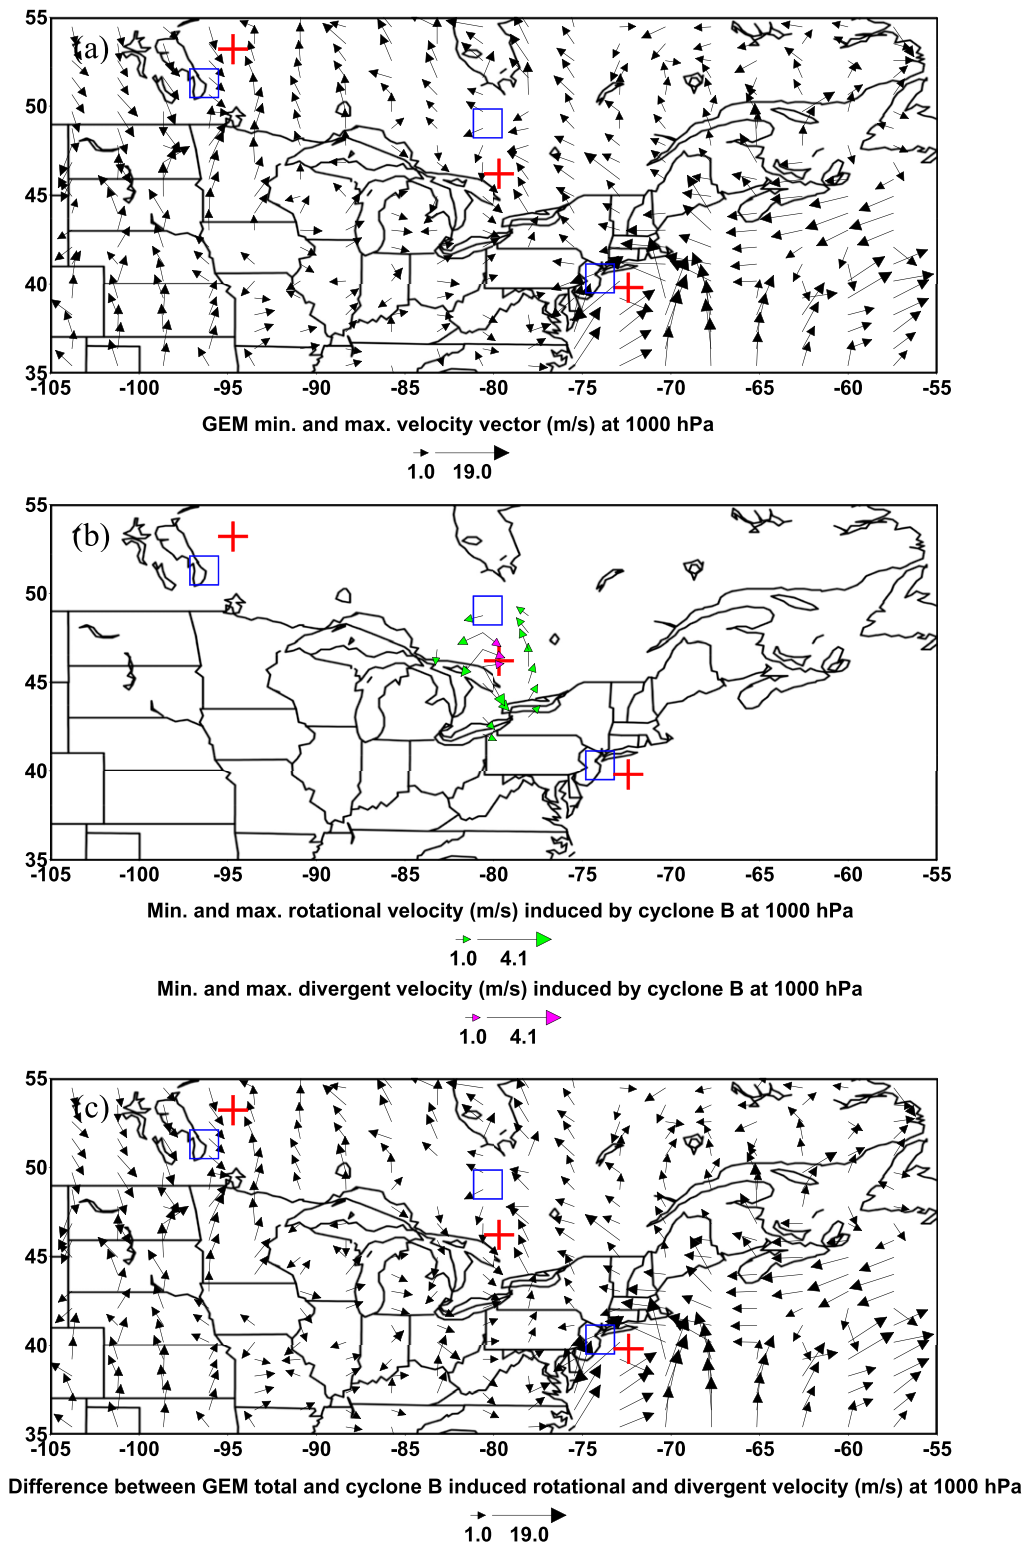 55
(a)
50
45
40
35
-105 -100 -95 -90 -85 -80 -75 -70 -65 -60 -55
GEM min. and max. velocity vector (m/s) at 1000 hPa
1.0 19.0
55
(b)
50
45
40
35
-105 -100 -95 -90 -85 -80 -75 -70 -65 -60 -55
Min. and max. rotational velocity (m/s) induced by cyclone B at 1000 hPa
1.0 4.1
Min. and max. divergent velocity (m/s) induced by cyclone B at 1000 hPa
1.0 4.1
55
(c)
50
45
40
35
-105 -100 -95 -90 -85 -80 -75 -70 -65 -60 -55
Difference between GEM total and cyclone B induced rotational and divergent velocity (m/s) at 1000 hPa
1.0 19.0